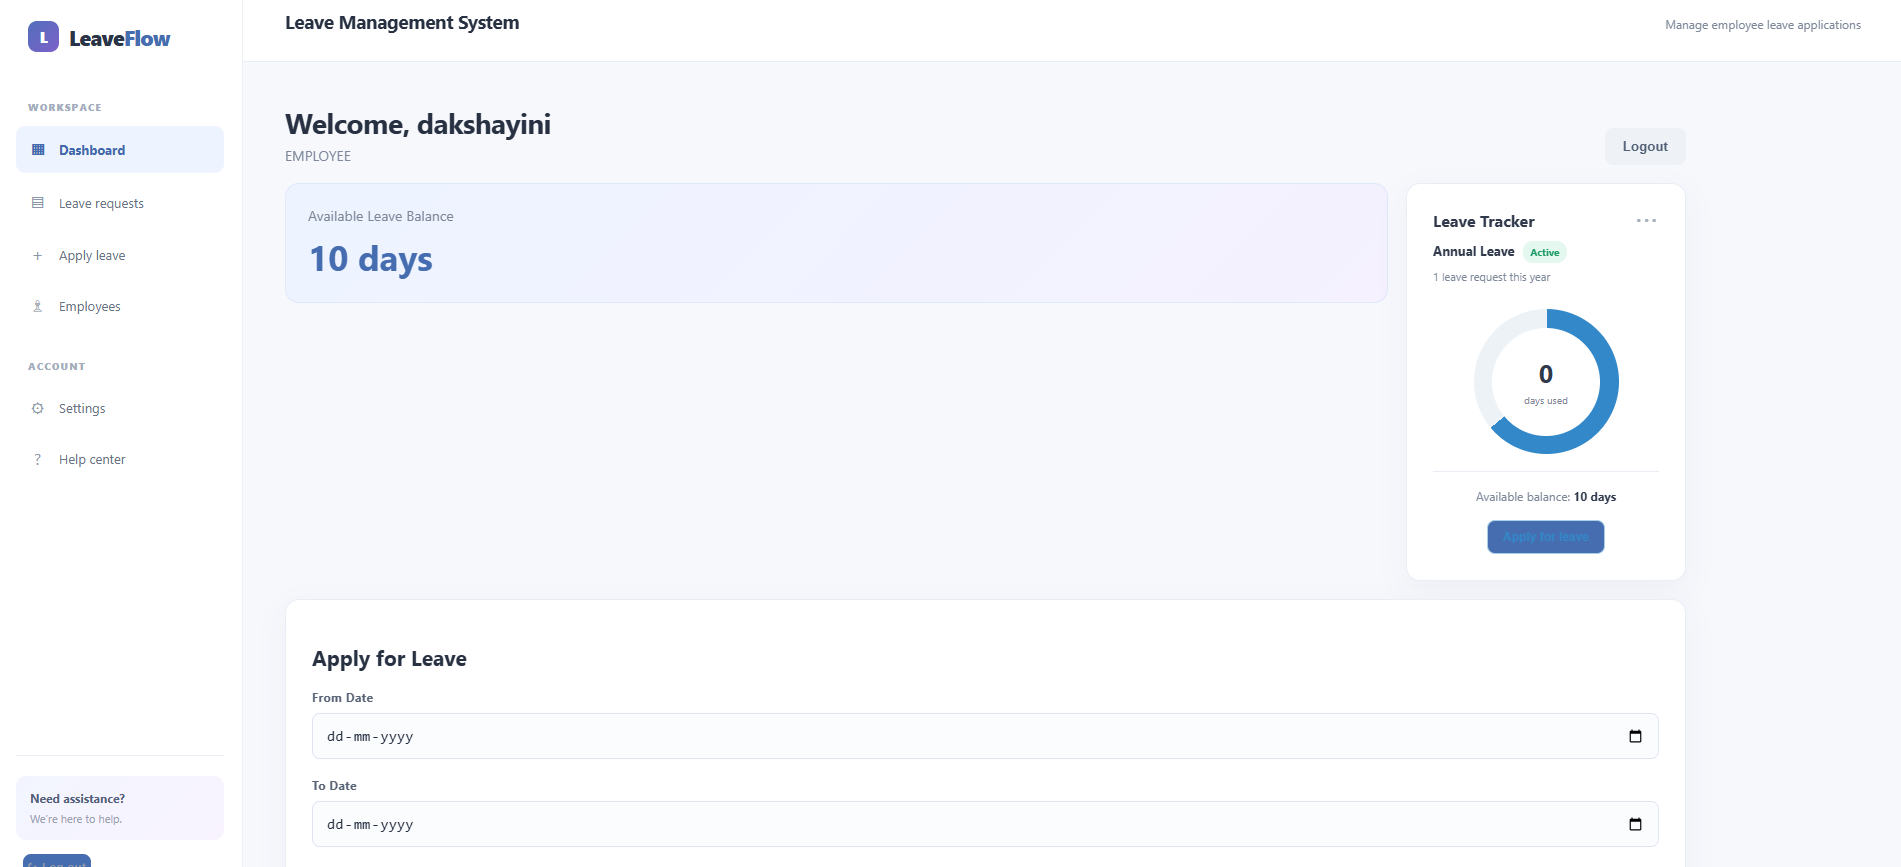 L LeaveFlow
WORKSPACE
Dashboard
Leave requests
+ Apply leave
Employees
ACCOUNT
Settings
? Help center
Need assistance?
We're here to help.
Log out
Leave Management System
Manage employee leave applications
Welcome, dakshayini
EMPLOYEE
Logout
Available Leave Balance
10 days
Leave Tracker
Annual Leave Active
1 leave request this year
0
days used
Available balance: 10 days
Apply for leave
Apply for Leave
From Date
dd-mm-yyyy
To Date
dd-mm-yyyy